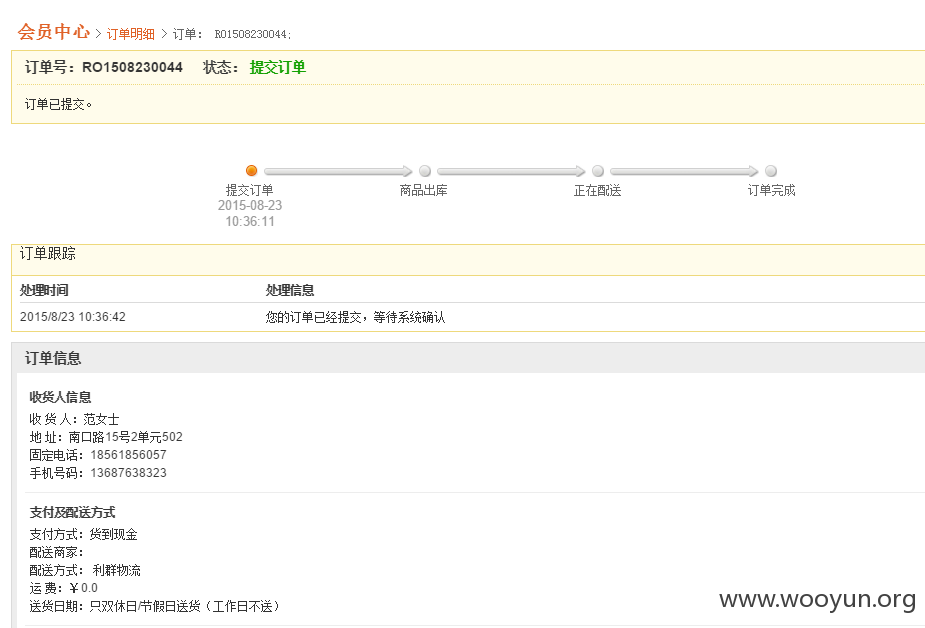 会员中心 > 订单明细 > 订单： RO1508230044;
订单号：RO1508230044 状态：提交订单
订单已提交。
提交订单 商品出库 正在配送 订单完成
2015-08-23
10:36:11
订单跟踪
处理时间 处理信息
2015/8/23 10:36:42 您的订单已经提交，等待系统确认
订单信息
收货人信息
收 货 人：范女士
地 址：南口路15号2单元502
固定电话：18561856057
手机号码：13687638323
支付及配送方式
支付方式：货到现金
配送商家：
配送方式： 利群物流
运 费：￥0.0
送货日期：只双休日/节假日送货（工作日不送）
www.wooyun.org